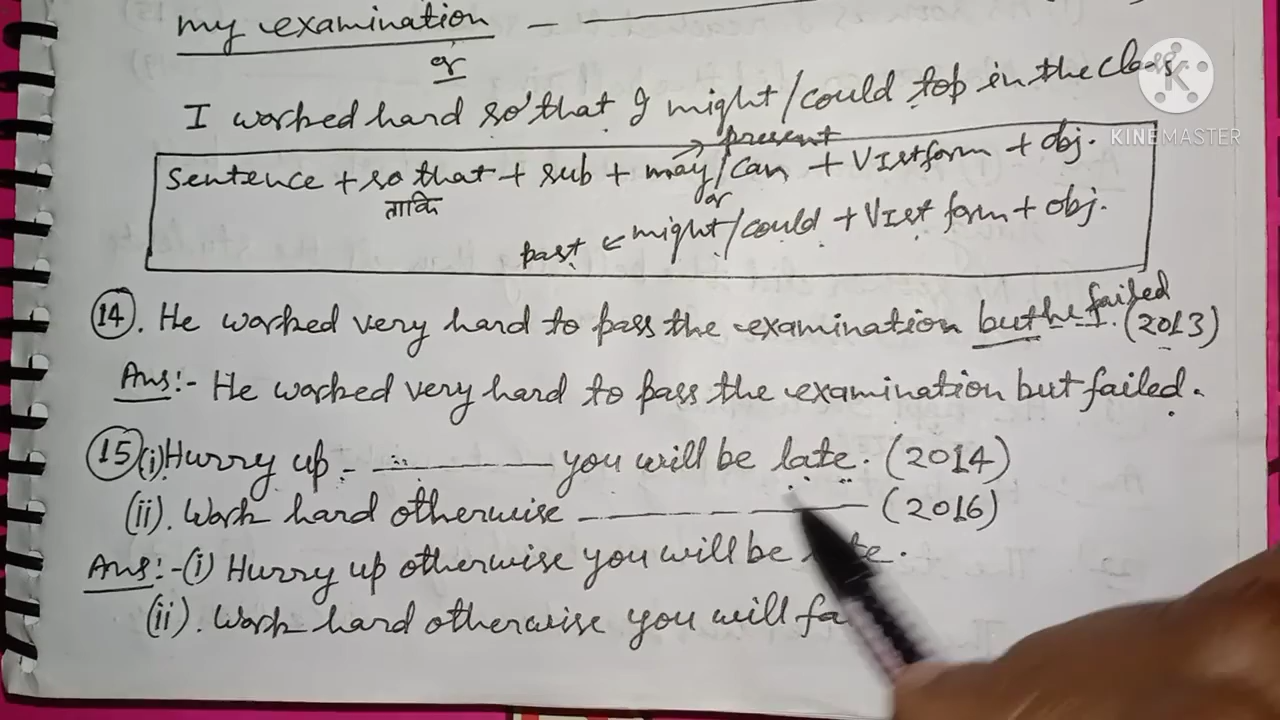 my examination — ——
or
I worked hard so that I might/could top in the class
KINEMASTER
present
Sentence + so that + sub + may/can + VIst form + obj.
ताकि
or
past ← might/could + VIst form + obj.
14. He worked very hard to pass the examination but he failed. (2013)
Ans:- He worked very hard to pass the examination but failed.
15 (i) Hurry up - ———— you will be late. (2014)
(ii). Work hard otherwise ———————— (2016)
Ans:- (i) Hurry up otherwise you will be late.
(ii). Work hard otherwise you will fa